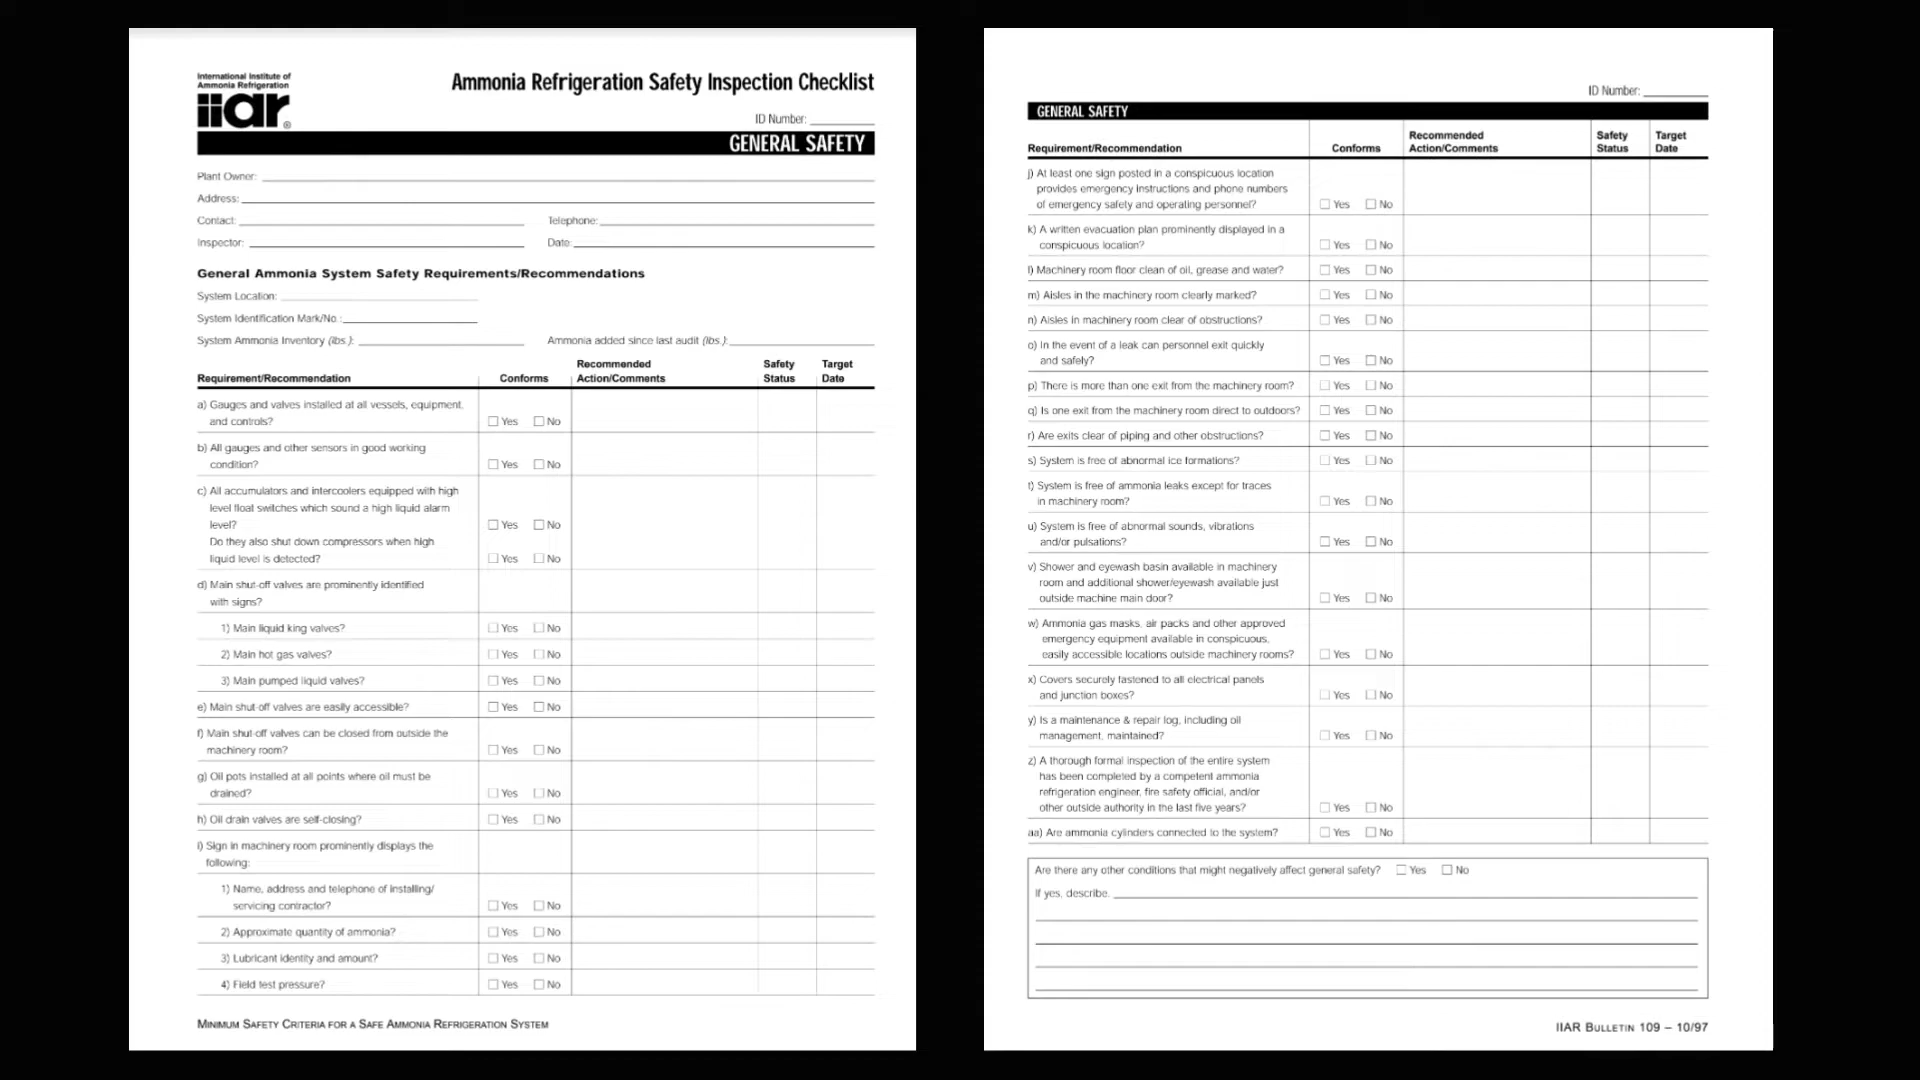 International Institute of
Ammonia Refrigeration
iiar®
Ammonia Refrigeration Safety Inspection Checklist
ID Number:
GENERAL SAFETY
Plant Owner:
Address:
Contact: Telephone:
Inspector: Date:
General Ammonia System Safety Requirements/Recommendations
System Location:
System Identification Mark/No.:
System Ammonia Inventory (lbs.): Ammonia added since last audit (lbs.):
Recommended Safety Target
Requirement/Recommendation Conforms Action/Comments Status Date
a) Gauges and valves installed at all vessels, equipment,
and controls? Yes No
b) All gauges and other sensors in good working
condition? Yes No
c) All accumulators and intercoolers equipped with high
level float switches which sound a high liquid alarm
level? Yes No
Do they also shut down compressors when high
liquid level is detected? Yes No
d) Main shut-off valves are prominently identified
with signs?
1) Main liquid king valves? Yes No
2) Main hot gas valves? Yes No
3) Main pumped liquid valves? Yes No
e) Main shut-off valves are easily accessible? Yes No
f) Main shut-off valves can be closed from outside the
machinery room? Yes No
g) Oil pots installed at all points where oil must be
drained? Yes No
h) Oil drain valves are self-closing? Yes No
i) Sign in machinery room prominently displays the
following:
1) Name, address and telephone of installing/
servicing contractor? Yes No
2) Approximate quantity of ammonia? Yes No
3) Lubricant identity and amount? Yes No
4) Field test pressure? Yes No
MINIMUM SAFETY CRITERIA FOR A SAFE AMMONIA REFRIGERATION SYSTEM
ID Number:
GENERAL SAFETY
Recommended Safety Target
Requirement/Recommendation Conforms Action/Comments Status Date
j) At least one sign posted in a conspicuous location
provides emergency instructions and phone numbers
of emergency safety and operating personnel? Yes No
k) A written evacuation plan prominently displayed in a
conspicuous location? Yes No
l) Machinery room floor clean of oil, grease and water? Yes No
m) Aisles in the machinery room clearly marked? Yes No
n) Aisles in machinery room clear of obstructions? Yes No
o) In the event of a leak can personnel exit quickly
and safely? Yes No
p) There is more than one exit from the machinery room? Yes No
q) Is one exit from the machinery room direct to outdoors? Yes No
r) Are exits clear of piping and other obstructions? Yes No
s) System is free of abnormal ice formations? Yes No
t) System is free of ammonia leaks except for traces
in machinery room? Yes No
u) System is free of abnormal sounds, vibrations
and/or pulsations? Yes No
v) Shower and eyewash basin available in machinery
room and additional shower/eyewash available just
outside machine main door? Yes No
w) Ammonia gas masks, air packs and other approved
emergency equipment available in conspicuous,
easily accessible locations outside machinery rooms? Yes No
x) Covers securely fastened to all electrical panels
and junction boxes? Yes No
y) Is a maintenance & repair log, including oil
management, maintained? Yes No
z) A thorough formal inspection of the entire system
has been completed by a competent ammonia
refrigeration engineer, fire safety official, and/or
other outside authority in the last five years? Yes No
aa) Are ammonia cylinders connected to the system? Yes No
Are there any other conditions that might negatively affect general safety? Yes No
If yes, describe.
IIAR BULLETIN 109 – 10/97